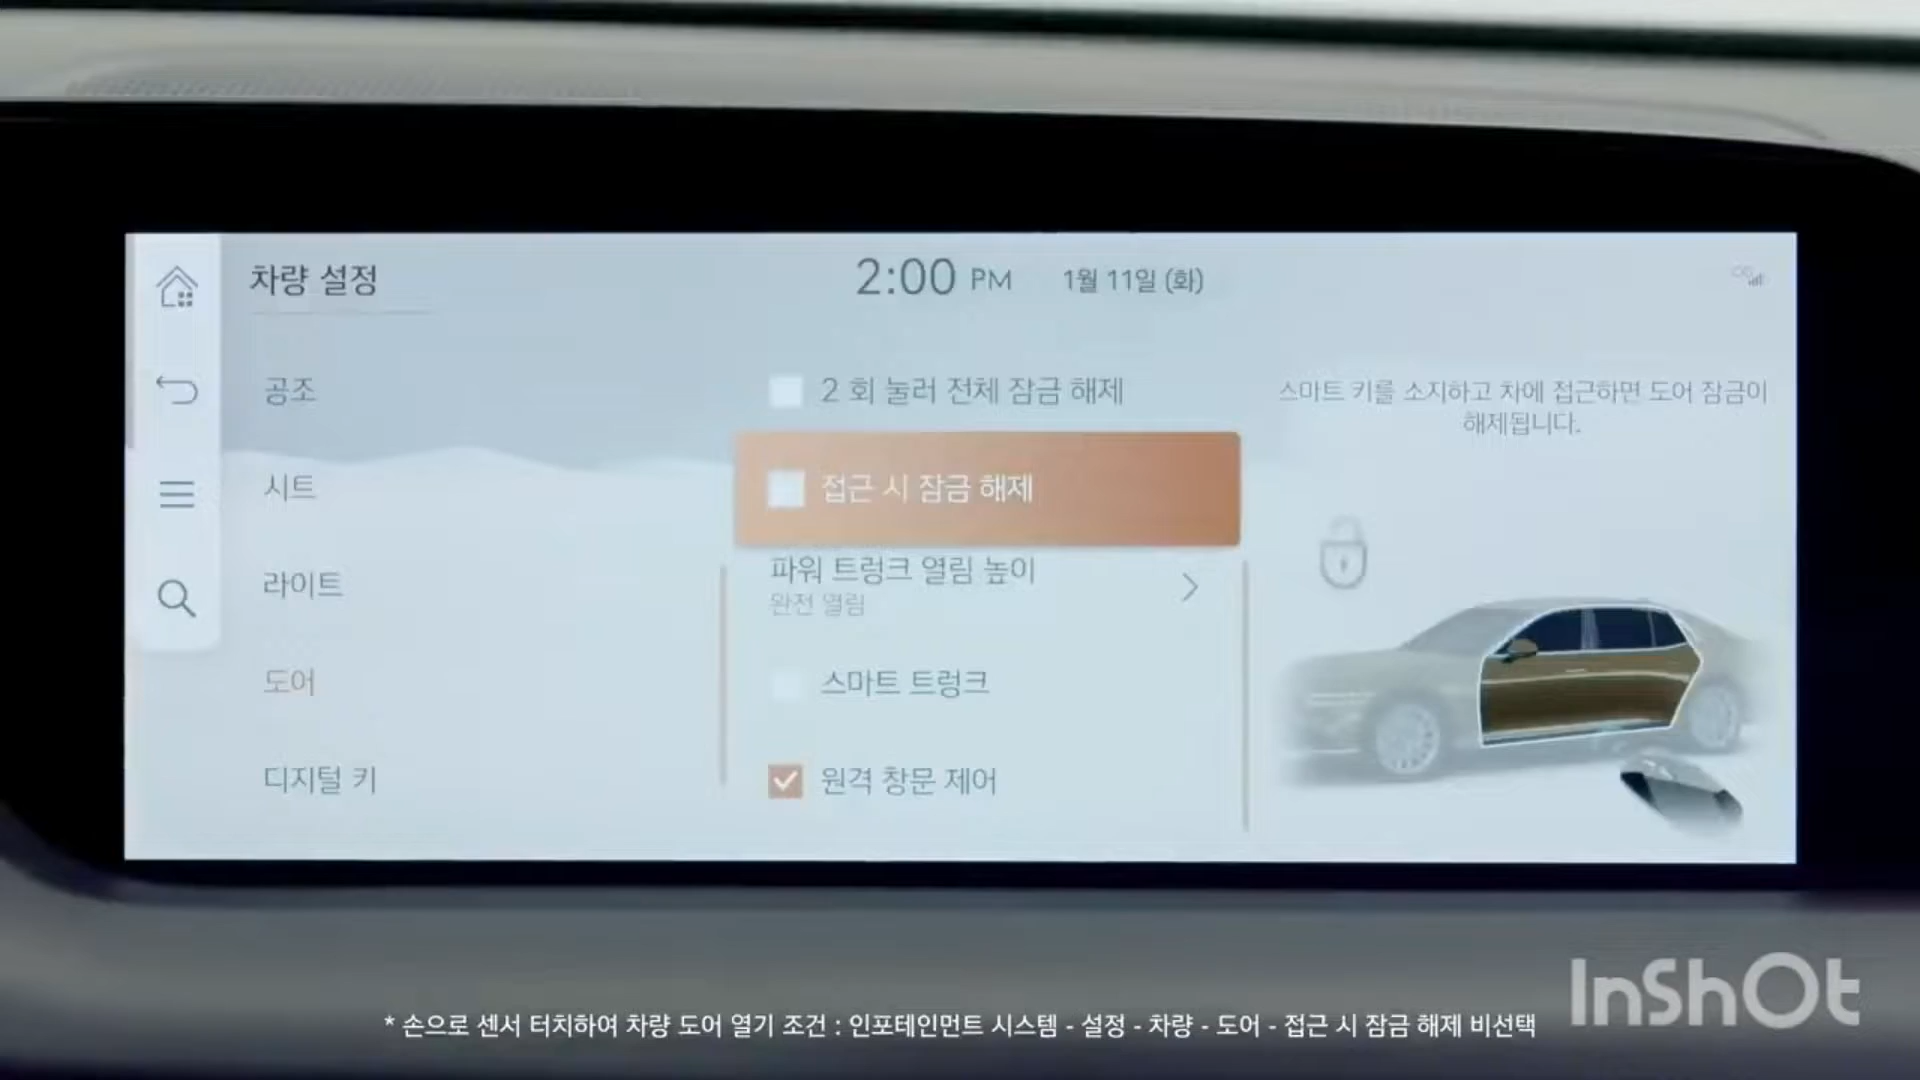 차량 설정
2:00 PM 1월 11일 (화)
공조
시트
라이트
도어
디지털 키
2 회 눌러 전체 잠금 해제
접근 시 잠금 해제
파워 트렁크 열림 높이
완전 열림
스마트 트렁크
원격 창문 제어
스마트 키를 소지하고 차에 접근하면 도어 잠금이
해제됩니다.
InShOt
* 손으로 센서 터치하여 차량 도어 열기 조건 : 인포테인먼트 시스템 - 설정 - 차량 - 도어 - 접근 시 잠금 해제 비선택